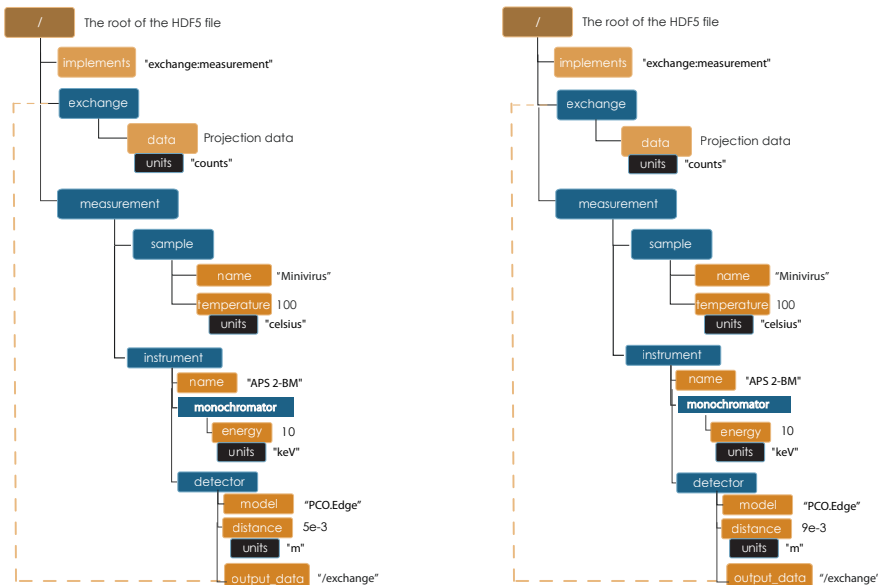 / The root of the HDF5 file
implements "exchange:measurement"
exchange
data Projection data
units "counts"
measurement
sample
name “Minivirus”
temperature 100
units "celsius"
instrument
name "APS 2-BM"
monochromator
energy 10
units "keV"
detector
model “PCO.Edge”
distance 5e-3
units "m"
output_data "/exchange"
/ The root of the HDF5 file
implements "exchange:measurement"
exchange
data Projection data
units "counts"
measurement
sample
name “Minivirus”
temperature 100
units "celsius"
instrument
name "APS 2-BM"
monochromator
energy 10
units "keV"
detector
model “PCO.Edge”
distance 9e-3
units "m"
output_data "/exchange"